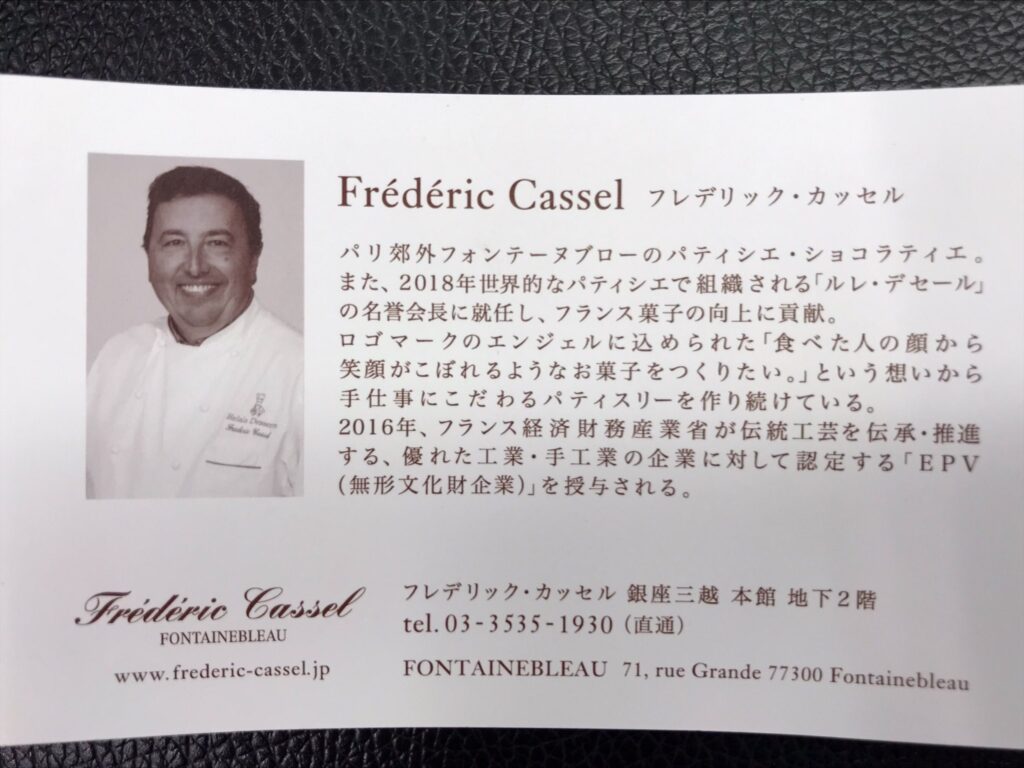 Frédéric Cassel フレデリック・カッセル
パリ郊外フォンテーヌブローのパティシエ・ショコラティエ。
また、2018年世界的なパティシエで組織される「ルレ・デセール」
の名誉会長に就任し、フランス菓子の向上に貢献。
ロゴマークのエンジェルに込められた「食べた人の顔から
笑顔がこぼれるようなお菓子をつくりたい。」という想いから
手仕事にこだわるパティスリーを作り続けている。
2016年、フランス経済財務産業省が伝統工芸を伝承・推進
する、優れた工業・手工業の企業に対して認定する「EPV
(無形文化財企業)」を授与される。
Relais Desserts
Frédéric Cassel
Frédéric Cassel
FONTAINEBLEAU
www.frederic-cassel.jp
フレデリック・カッセル 銀座三越 本館 地下2階
tel. 03-3535-1930 (直通)
FONTAINEBLEAU 71, rue Grande 77300 Fontainebleau